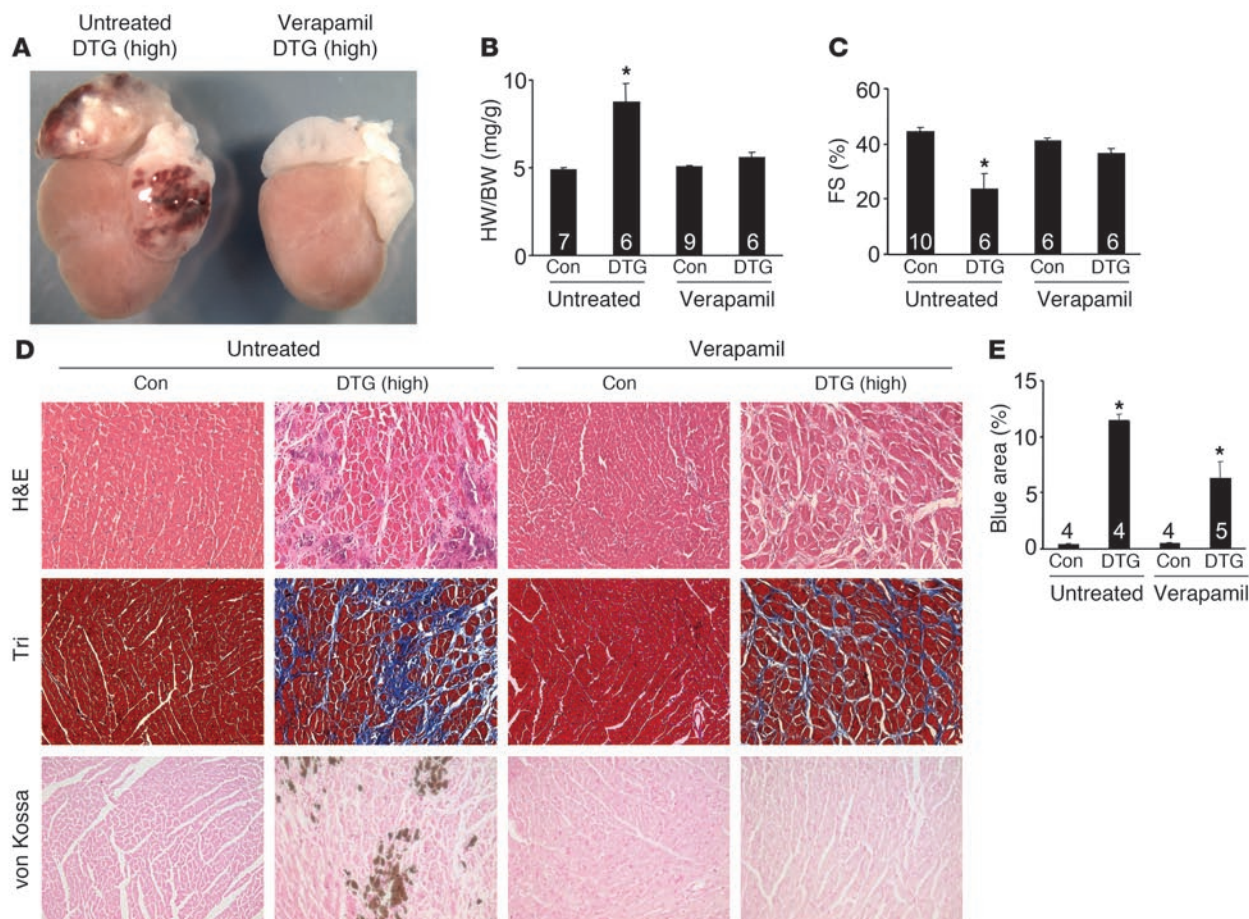 A
Untreated
DTG (high)
Verapamil
DTG (high)
B
HW/BW (mg/g)
10
5
0
*
7
6
9
6
Con DTG Con DTG
Untreated Verapamil
C
FS (%)
60
40
20
0
*
10
6
6
6
Con DTG Con DTG
Untreated Verapamil
D
Untreated Verapamil
Con DTG (high) Con DTG (high)
H&E
Tri
von Kossa
E
Blue area (%)
15
10
5
0
* *
4
4
4
5
Con DTG Con DTG
Untreated Verapamil